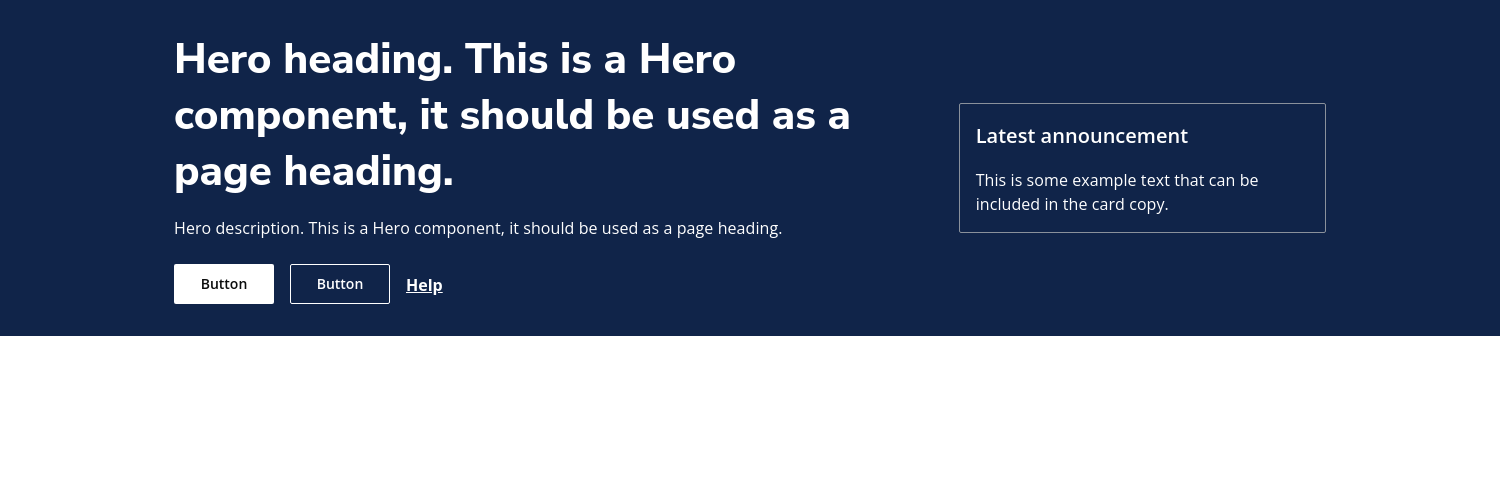 Hero heading. This is a Hero
component, it should be used as a
page heading.
Hero description. This is a Hero component, it should be used as a page heading.
Button
Button
Help
Latest announcement
This is some example text that can be
included in the card copy.